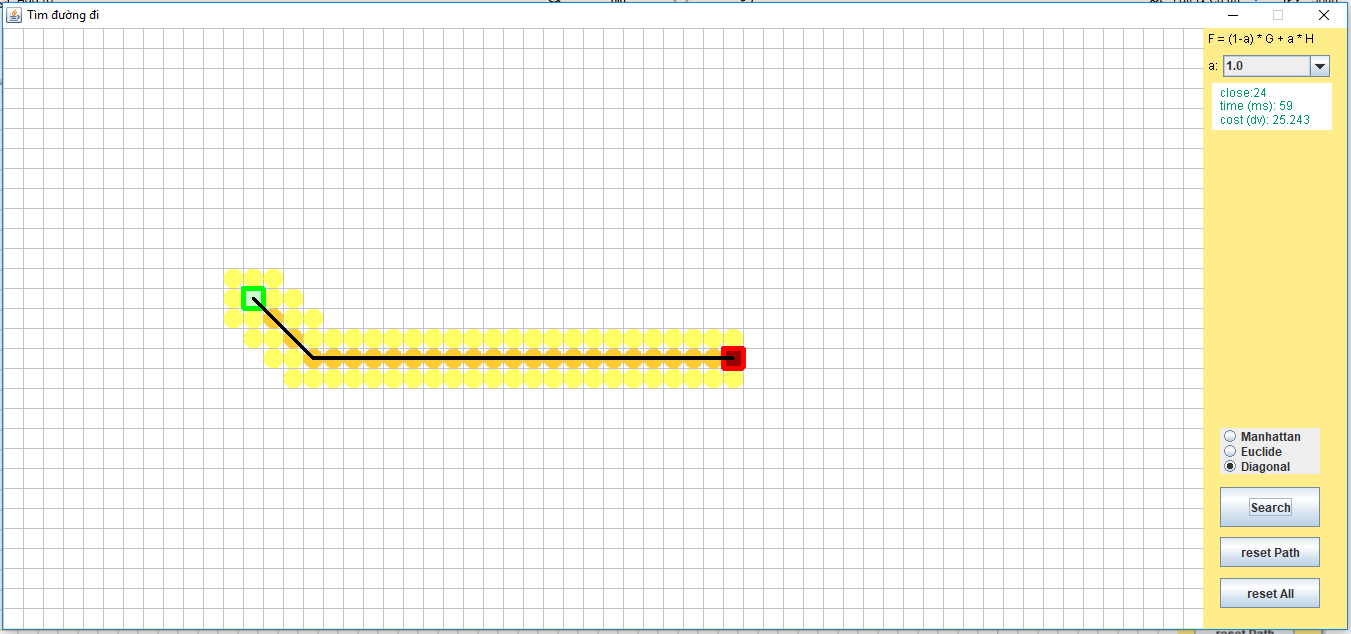 Tìm đường đi
F = (1-a) * G + a * H
a: 1.0
close:24
time (ms): 59
cost (dv): 25.243
Manhattan
Euclide
Diagonal
Search
reset Path
reset All